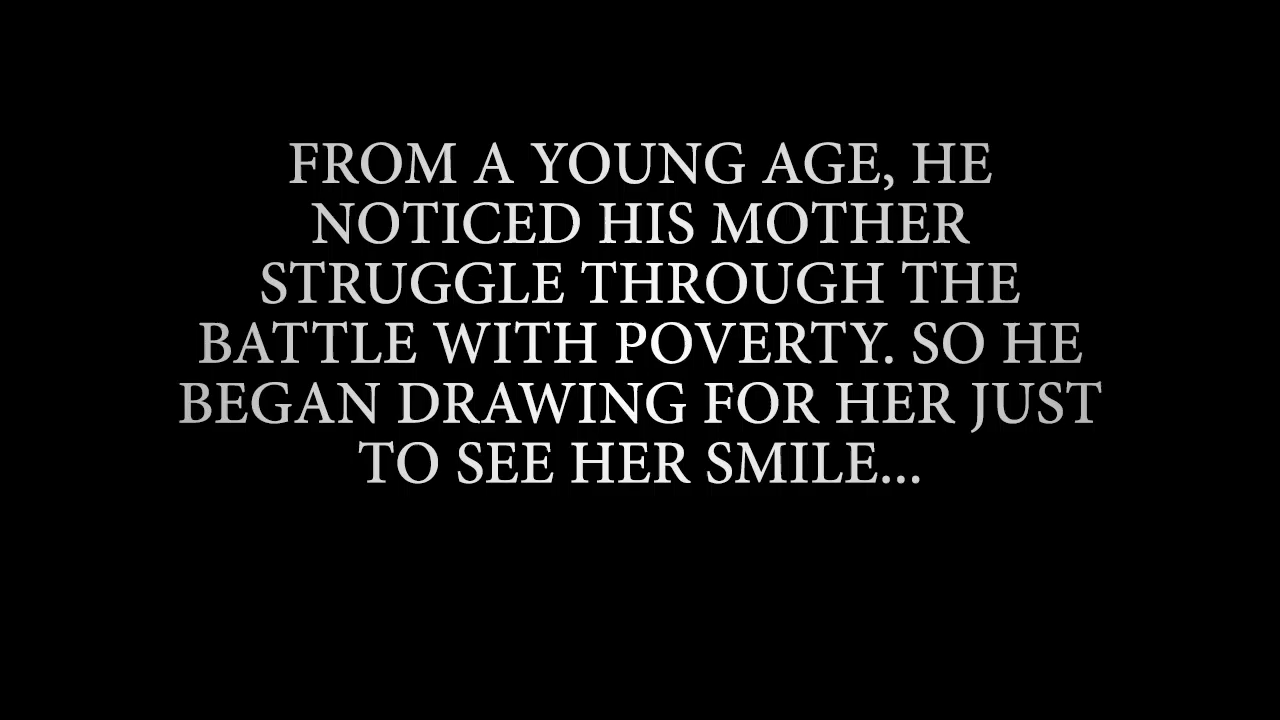 FROM A YOUNG AGE, HE
NOTICED HIS MOTHER
STRUGGLE THROUGH THE
BATTLE WITH POVERTY. SO HE
BEGAN DRAWING FOR HER JUST
TO SEE HER SMILE...